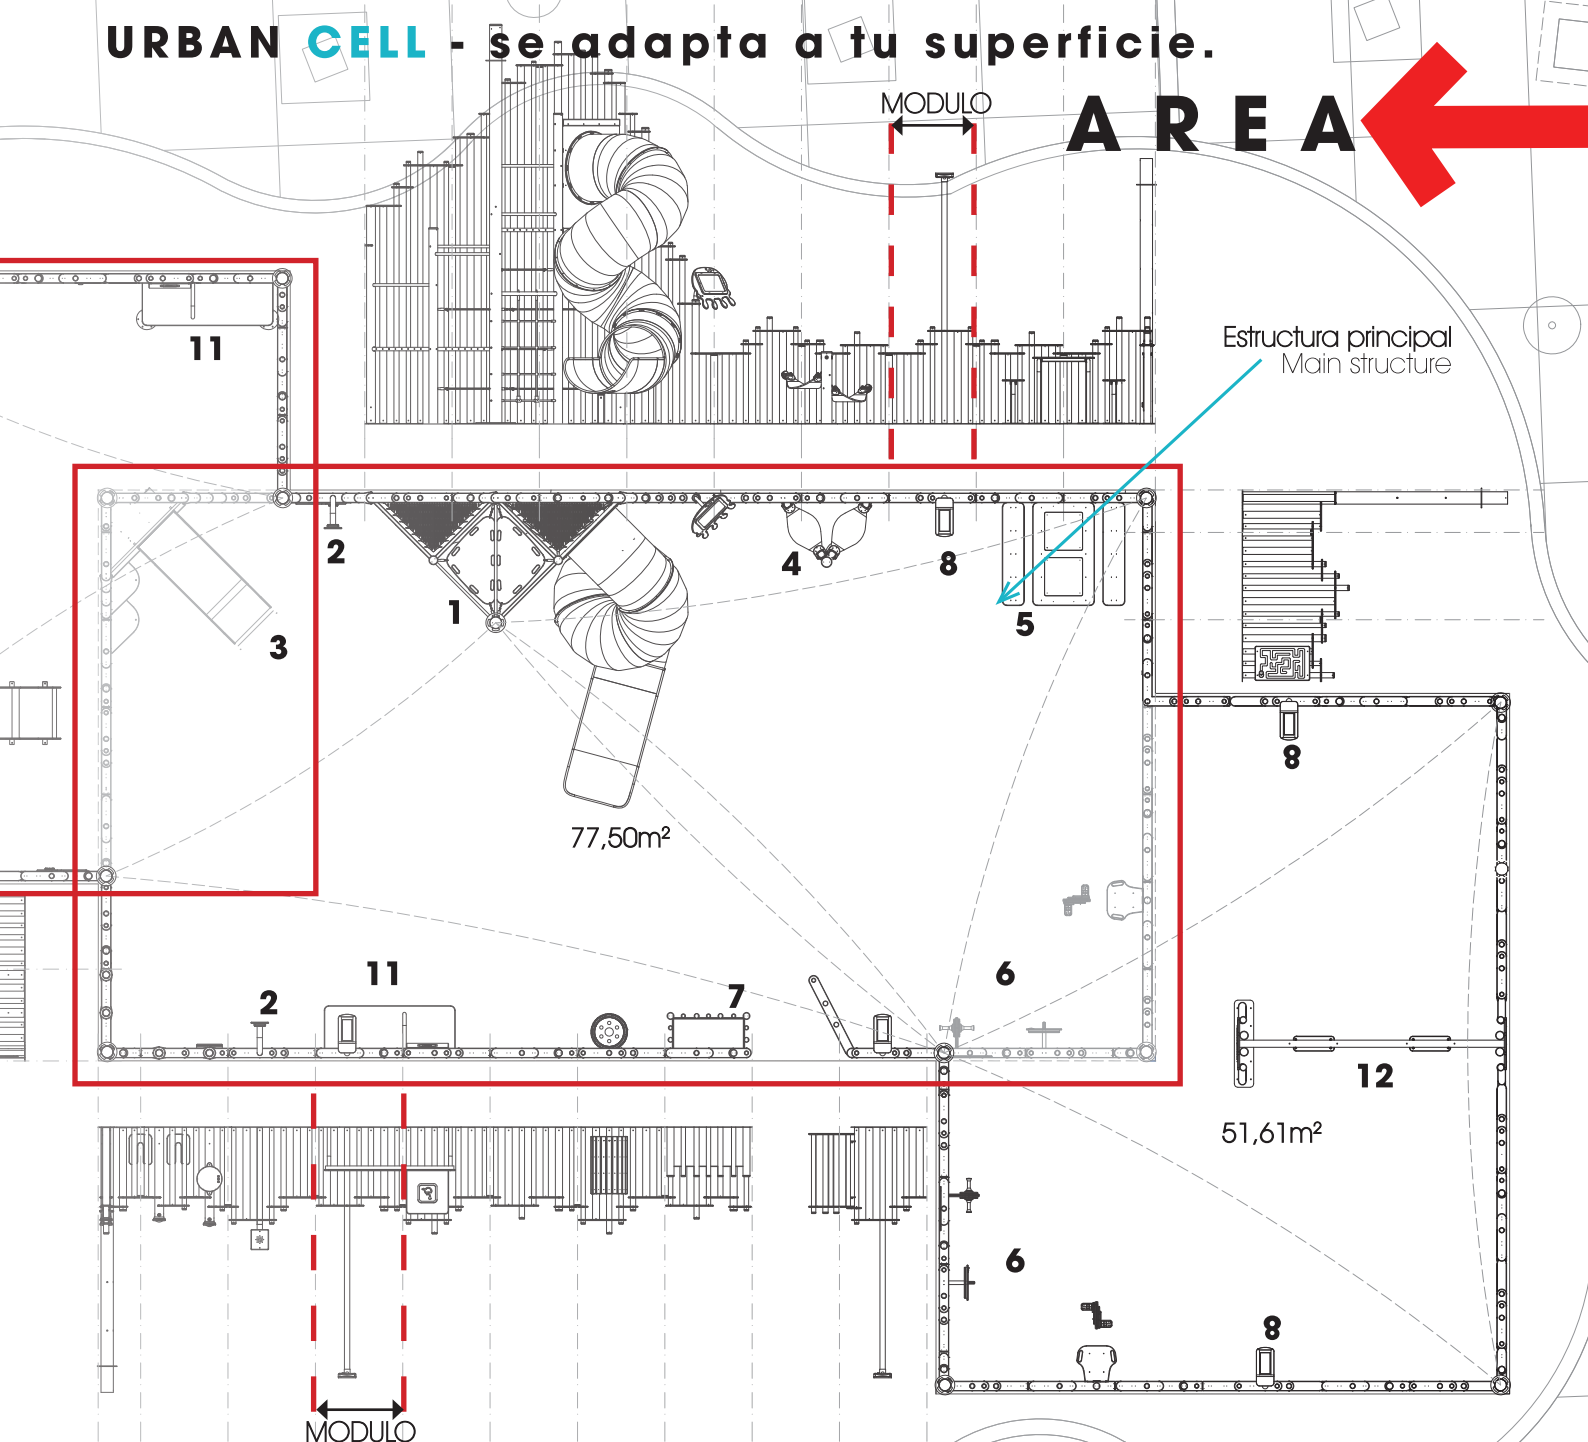 URBAN CELL - se adapta a tu superficie.
MODULO
AREA
Estructura principal
Main structure
11
2
1
3
4
8
5
8
77,50m²
2
11
7
6
12
51,61m²
6
8
MODULO